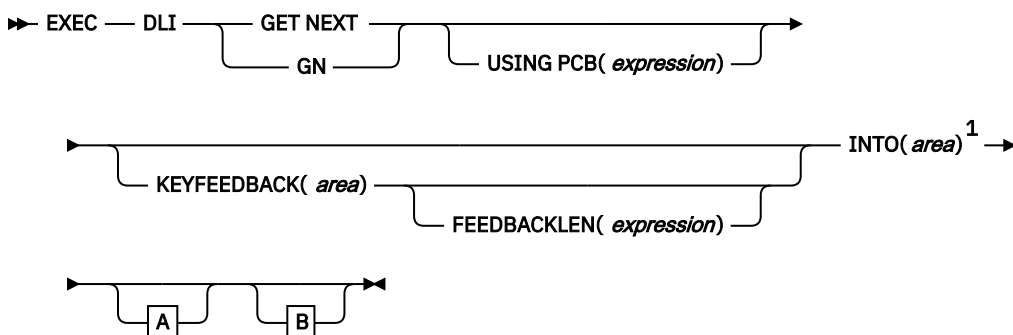 EXEC DLI GET NEXT
GN
USING PCB( expression)
INTO( area) 1
KEYFEEDBACK( area)
FEEDBACKLEN( expression)
A B